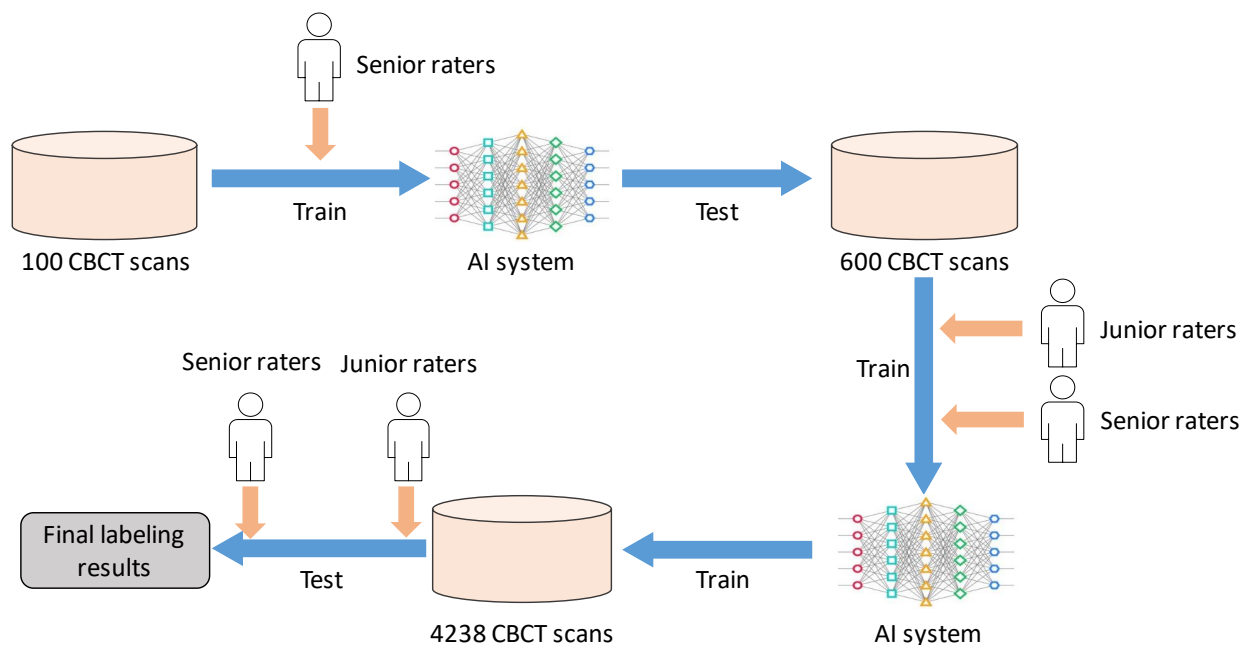 Senior raters
Train
Test
100 CBCT scans
AI system
600 CBCT scans
Junior raters
Train
Senior raters
Senior raters
Junior raters
Final labeling
results
Test
Train
4238 CBCT scans
AI system